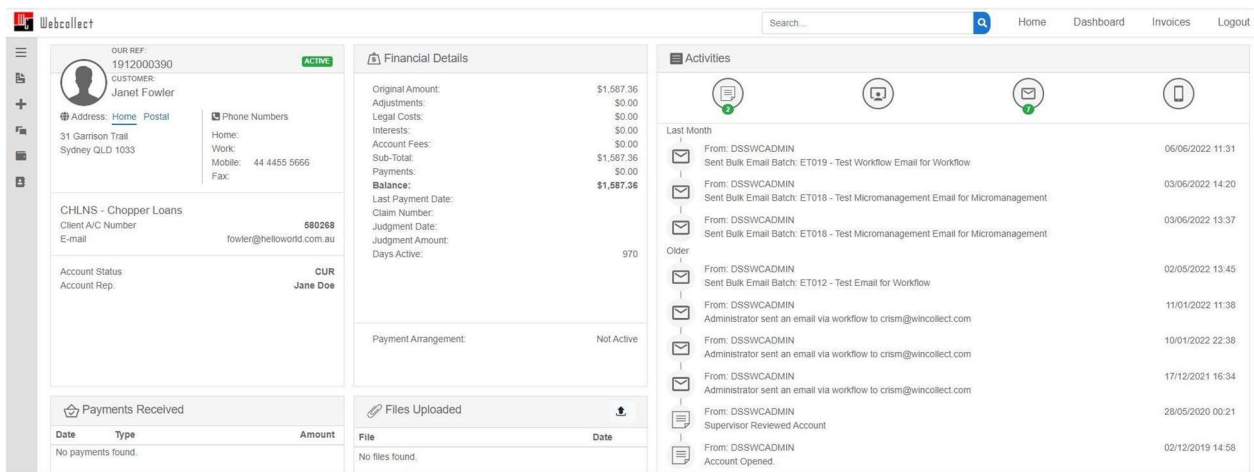 Webcollect
Search...
Home Dashboard Invoices Logout
OUR REF:
1912000390
ACTIVE
CUSTOMER:
Janet Fowler
Address: Home Postal
31 Garrison Trail
Sydney QLD 1033
Phone Numbers
Home:
Work:
Mobile: 44 4455 5666
Fax:
CHLNS - Chopper Loans
Client A/C Number 580268
E-mail fowler@helloworld.com.au
Account Status CUR
Account Rep. Jane Doe
Financial Details
Original Amount: $1,587.36
Adjustments: $0.00
Legal Costs: $0.00
Interests: $0.00
Account Fees: $0.00
Sub-Total: $1,587.36
Payments: $0.00
Balance: $1,587.36
Last Payment Date:
Claim Number:
Judgment Date:
Judgment Amount:
Days Active: 970
Payment Arrangement: Not Active
Payments Received
Date Type Amount
No payments found.
Files Uploaded
File Date
No files found.
Activities
2
7
Last Month
From: DSSWCADMIN 06/06/2022 11:31
Sent Bulk Email Batch: ET019 - Test Workflow Email for Workflow
From: DSSWCADMIN 03/06/2022 14:20
Sent Bulk Email Batch: ET018 - Test Micromanagement Email for Micromanagement
From: DSSWCADMIN 03/06/2022 13:37
Sent Bulk Email Batch: ET018 - Test Micromanagement Email for Micromanagement
Older
From: DSSWCADMIN 02/05/2022 13:45
Sent Bulk Email Batch: ET012 - Test Email for Workflow
From: DSSWCADMIN 11/01/2022 11:38
Administrator sent an email via workflow to crism@wincollect.com
From: DSSWCADMIN 10/01/2022 22:38
Administrator sent an email via workflow to crism@wincollect.com
From: DSSWCADMIN 17/12/2021 16:34
Administrator sent an email via workflow to crism@wincollect.com
From: DSSWCADMIN 28/05/2020 00:21
Supervisor Reviewed Account
From: DSSWCADMIN 02/12/2019 14:58
Account Opened.